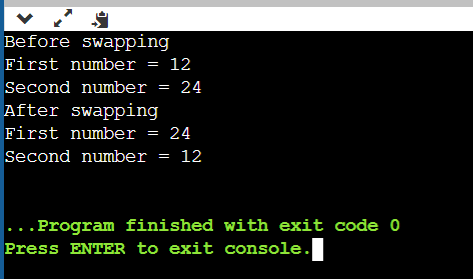 Before swapping
First number = 12
Second number = 24
After swapping
First number = 24
Second number = 12
...Program finished with exit code 0
Press ENTER to exit console.